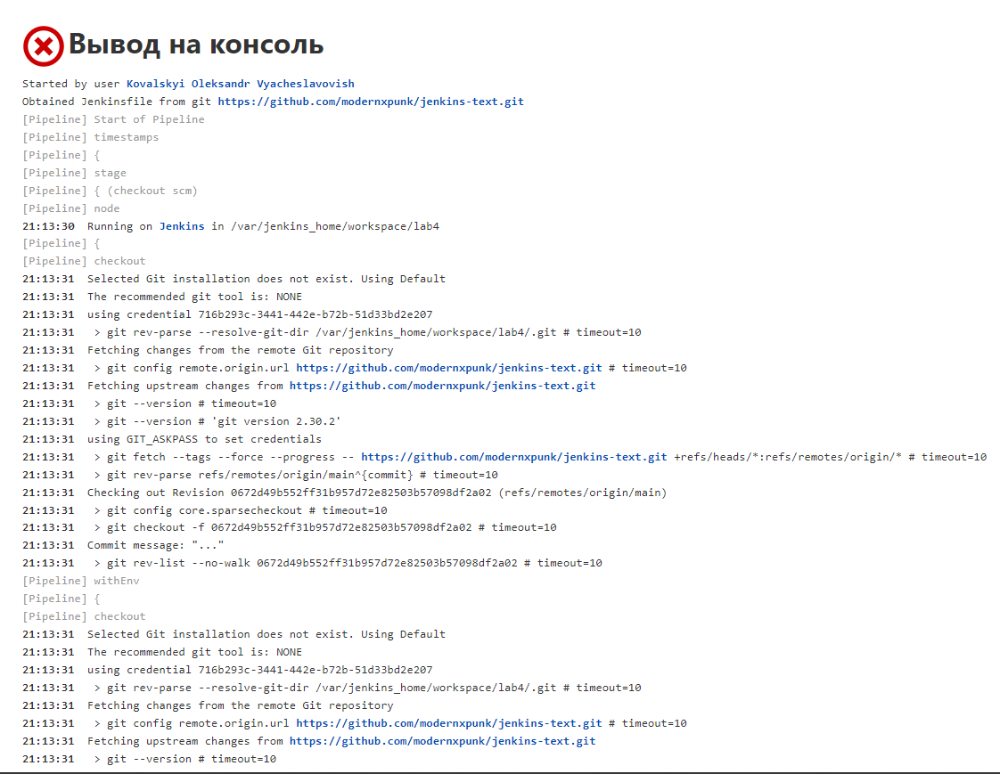 Вывод на консоль
Started by user Kovalskyi Oleksandr Vyacheslavovish
Obtained Jenkinsfile from git https://github.com/modernxpunk/jenkins-text.git
[Pipeline] Start of Pipeline
[Pipeline] timestamps
[Pipeline] {
[Pipeline] stage
[Pipeline] { (checkout scm)
[Pipeline] node
21:13:30  Running on Jenkins in /var/jenkins_home/workspace/lab4
[Pipeline] {
[Pipeline] checkout
21:13:31  Selected Git installation does not exist. Using Default
21:13:31  The recommended git tool is: NONE
21:13:31  using credential 716b293c-3441-442e-b72b-51d33bd2e207
21:13:31   > git rev-parse --resolve-git-dir /var/jenkins_home/workspace/lab4/.git # timeout=10
21:13:31  Fetching changes from the remote Git repository
21:13:31   > git config remote.origin.url https://github.com/modernxpunk/jenkins-text.git # timeout=10
21:13:31  Fetching upstream changes from https://github.com/modernxpunk/jenkins-text.git
21:13:31   > git --version # timeout=10
21:13:31   > git --version # 'git version 2.30.2'
21:13:31  using GIT_ASKPASS to set credentials
21:13:31   > git fetch --tags --force --progress -- https://github.com/modernxpunk/jenkins-text.git +refs/heads/*:refs/remotes/origin/* # timeout=10
21:13:31   > git rev-parse refs/remotes/origin/main^{commit} # timeout=10
21:13:31  Checking out Revision 0672d49b552ff31b957d72e82503b57098df2a02 (refs/remotes/origin/main)
21:13:31   > git config core.sparsecheckout # timeout=10
21:13:31   > git checkout -f 0672d49b552ff31b957d72e82503b57098df2a02 # timeout=10
21:13:31  Commit message: "..."
21:13:31   > git rev-list --no-walk 0672d49b552ff31b957d72e82503b57098df2a02 # timeout=10
[Pipeline] withEnv
[Pipeline] {
[Pipeline] checkout
21:13:31  Selected Git installation does not exist. Using Default
21:13:31  The recommended git tool is: NONE
21:13:31  using credential 716b293c-3441-442e-b72b-51d33bd2e207
21:13:31   > git rev-parse --resolve-git-dir /var/jenkins_home/workspace/lab4/.git # timeout=10
21:13:31  Fetching changes from the remote Git repository
21:13:31   > git config remote.origin.url https://github.com/modernxpunk/jenkins-text.git # timeout=10
21:13:31  Fetching upstream changes from https://github.com/modernxpunk/jenkins-text.git
21:13:31   > git --version # timeout=10